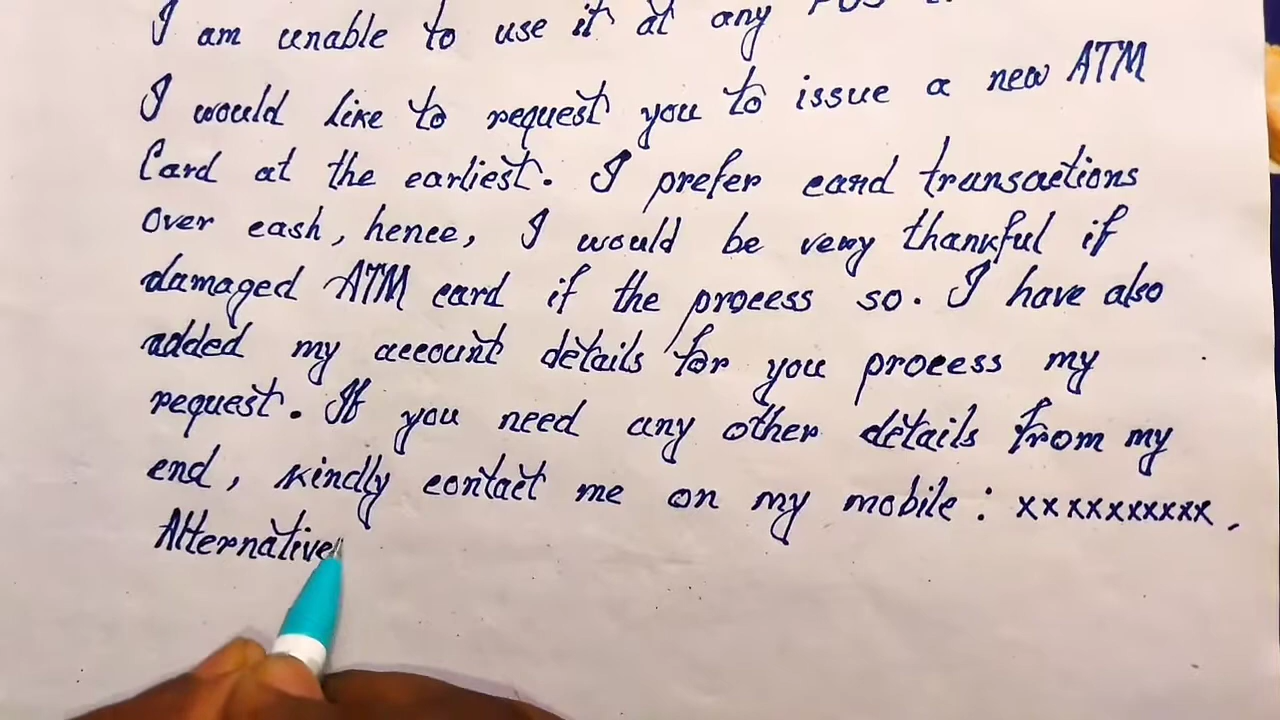 I am unable to use it at any POS
I would like to request you to issue a new ATM
Card at the earliest. I prefer card transactions
over cash, hence, I would be very thankful if
damaged ATM card if the process so. I have also
added my account details for you process my
request. If you need any other details from my
end, kindly contact me on my mobile : xxxxxxxxxx.
Alternative